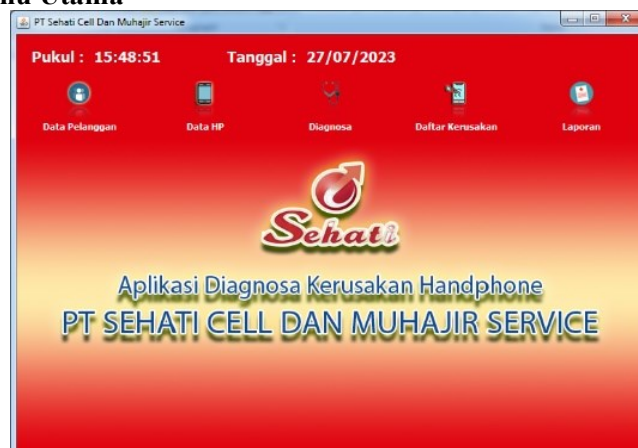 Utama
PT Sehati Cell Dan Muhajir Service
Pukul : 15:48:51 Tanggal : 27/07/2023
Data Pelanggan Data HP Diagnosa Daftar Kerusakan Laporan
Sehati
Aplikasi Diagnosa Kerusakan Handphone
PT SEHATI CELL DAN MUHAJIR SERVICE